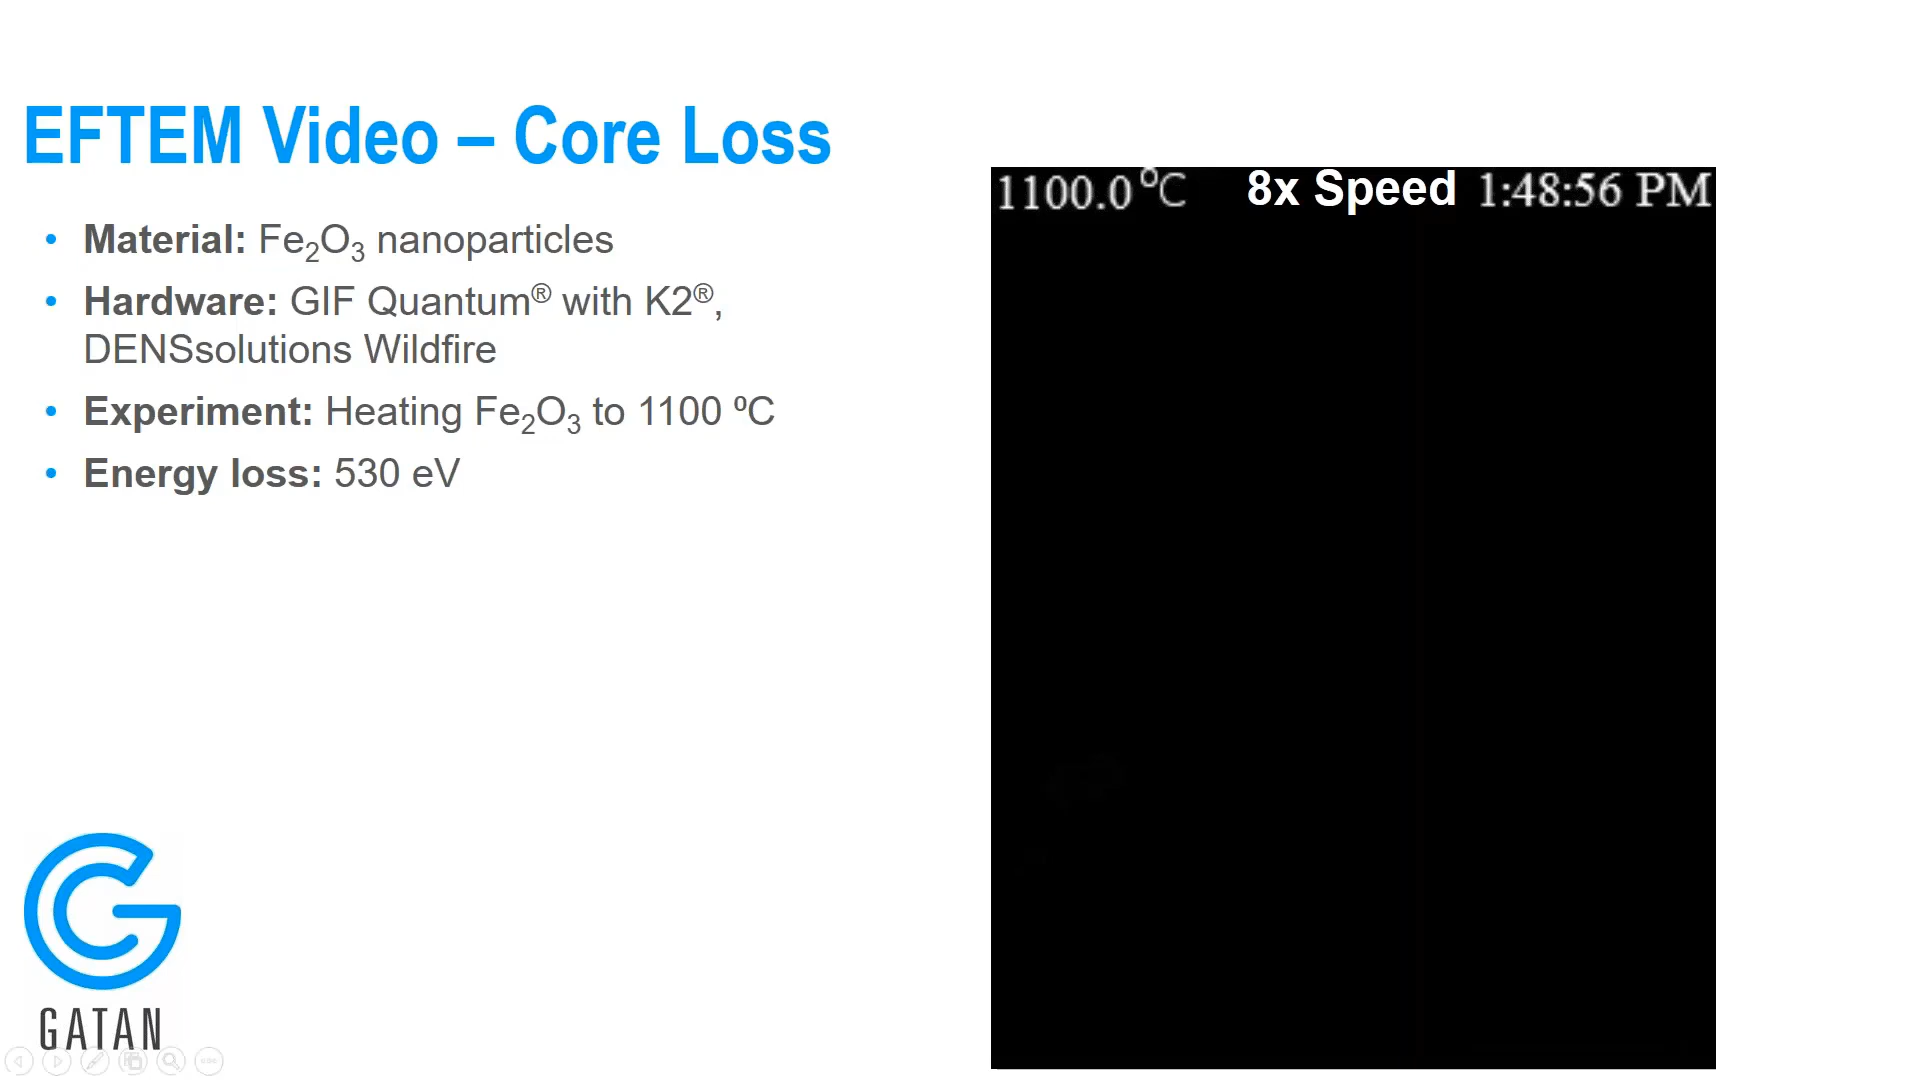 EFTEM Video – Core Loss
• Material: Fe₂O₃ nanoparticles
• Hardware: GIF Quantum® with K2®,
DENSsolutions Wildfire
• Experiment: Heating Fe₂O₃ to 1100 ºC
• Energy loss: 530 eV
1100.0 ºC 8x Speed 1:48:56 PM
GATAN